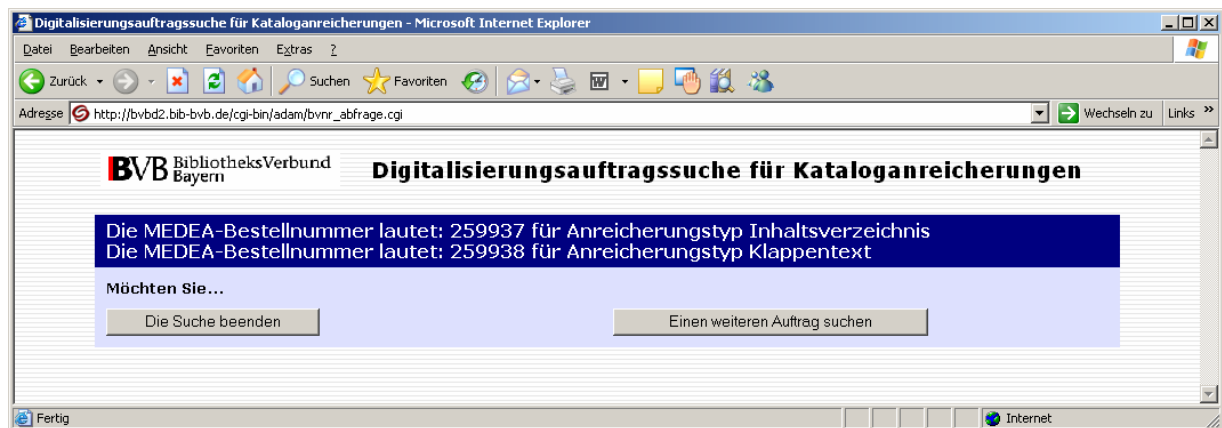 Digitalisierungsauftragssuche für Kataloganreicherungen - Microsoft Internet Explorer
Datei Bearbeiten Ansicht Favoriten Extras ?
Zurück Suchen Favoriten
Adresse http://bvbd2.bib-bvb.de/cgi-bin/adam/bvnr_abfrage.cgi Wechseln zu Links »
BVB BibliotheksVerbund
Bayern
Digitalisierungsauftragssuche für Kataloganreicherungen
Die MEDEA-Bestellnummer lautet: 259937 für Anreicherungstyp Inhaltsverzeichnis
Die MEDEA-Bestellnummer lautet: 259938 für Anreicherungstyp Klappentext
Möchten Sie...
Die Suche beenden Einen weiteren Auftrag suchen
Fertig Internet